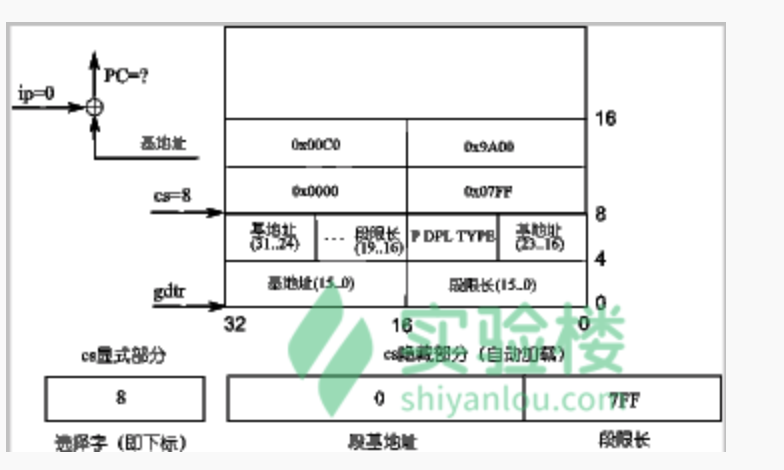 PC=?
ip=0
基地址
16
0x00C0 0x9A00
cs=8
0x0000 0x07FF
8
基地址 (31..24) ... 段限长 (19..16) P DPL TYPE 基地址 (23..16)
4
gdtr
基地址(15..0) 段限长(15..0)
0
32 16 0
实验楼
cs显式部分 cs隐藏部分（自动加载）
8 0 7FF
shiyanlou.com
选择字（即下标） 段基地址 段限长